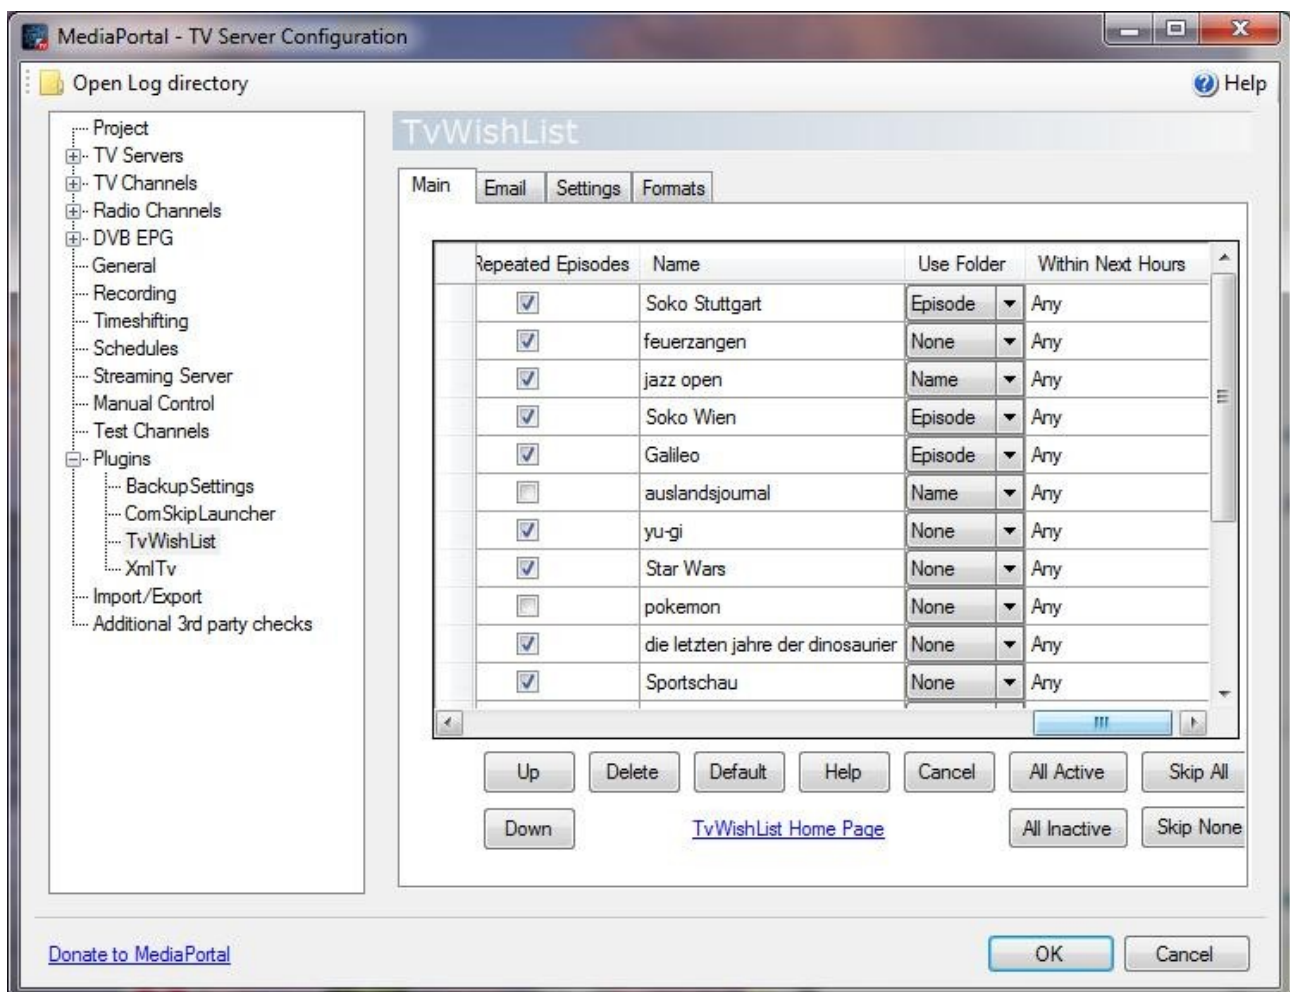 MediaPortal - TV Server Configuration
Open Log directory
Help
Project
TV Servers
TV Channels
Radio Channels
DVB EPG
General
Recording
Timeshifting
Schedules
Streaming Server
Manual Control
Test Channels
Plugins
BackupSettings
ComSkipLauncher
TvWishList
XmlTv
Import/Export
Additional 3rd party checks
TvWishList
Main Email Settings Formats
Repeated Episodes Name Use Folder Within Next Hours
Soko Stuttgart Episode Any
feuerzangen None Any
jazz open Name Any
Soko Wien Episode Any
Galileo Episode Any
auslandsjournal Name Any
yu-gi None Any
Star Wars None Any
pokemon None Any
die letzten jahre der dinosaurier None Any
Sportschau None Any
Up Delete Default Help Cancel All Active Skip All
Down TvWishList Home Page All Inactive Skip None
Donate to MediaPortal
OK Cancel